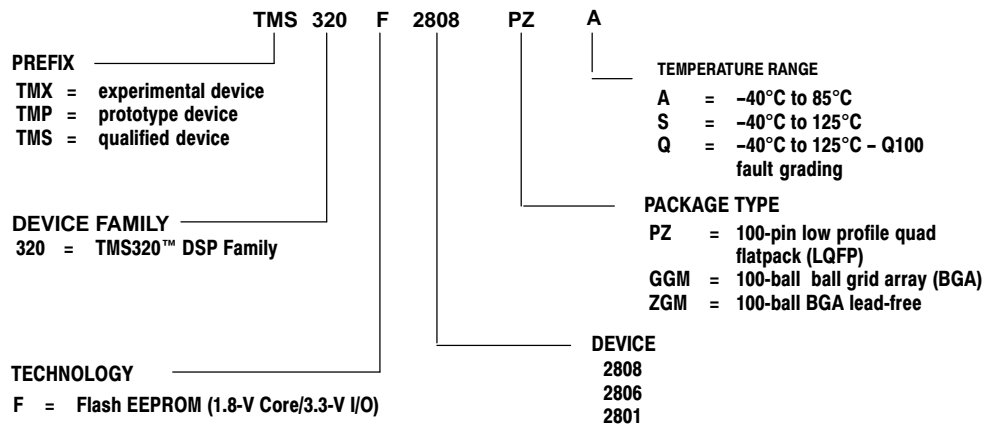 TMS 320 F 2808 PZ A
PREFIX
TMX = experimental device
TMP = prototype device
TMS = qualified device
TEMPERATURE RANGE
A = −40°C to 85°C
S = −40°C to 125°C
Q = −40°C to 125°C − Q100
fault grading
DEVICE FAMILY
320 = TMS320™ DSP Family
PACKAGE TYPE
PZ = 100-pin low profile quad
flatpack (LQFP)
GGM = 100-ball ball grid array (BGA)
ZGM = 100-ball BGA lead-free
TECHNOLOGY
F = Flash EEPROM (1.8-V Core/3.3-V I/O)
DEVICE
2808
2806
2801